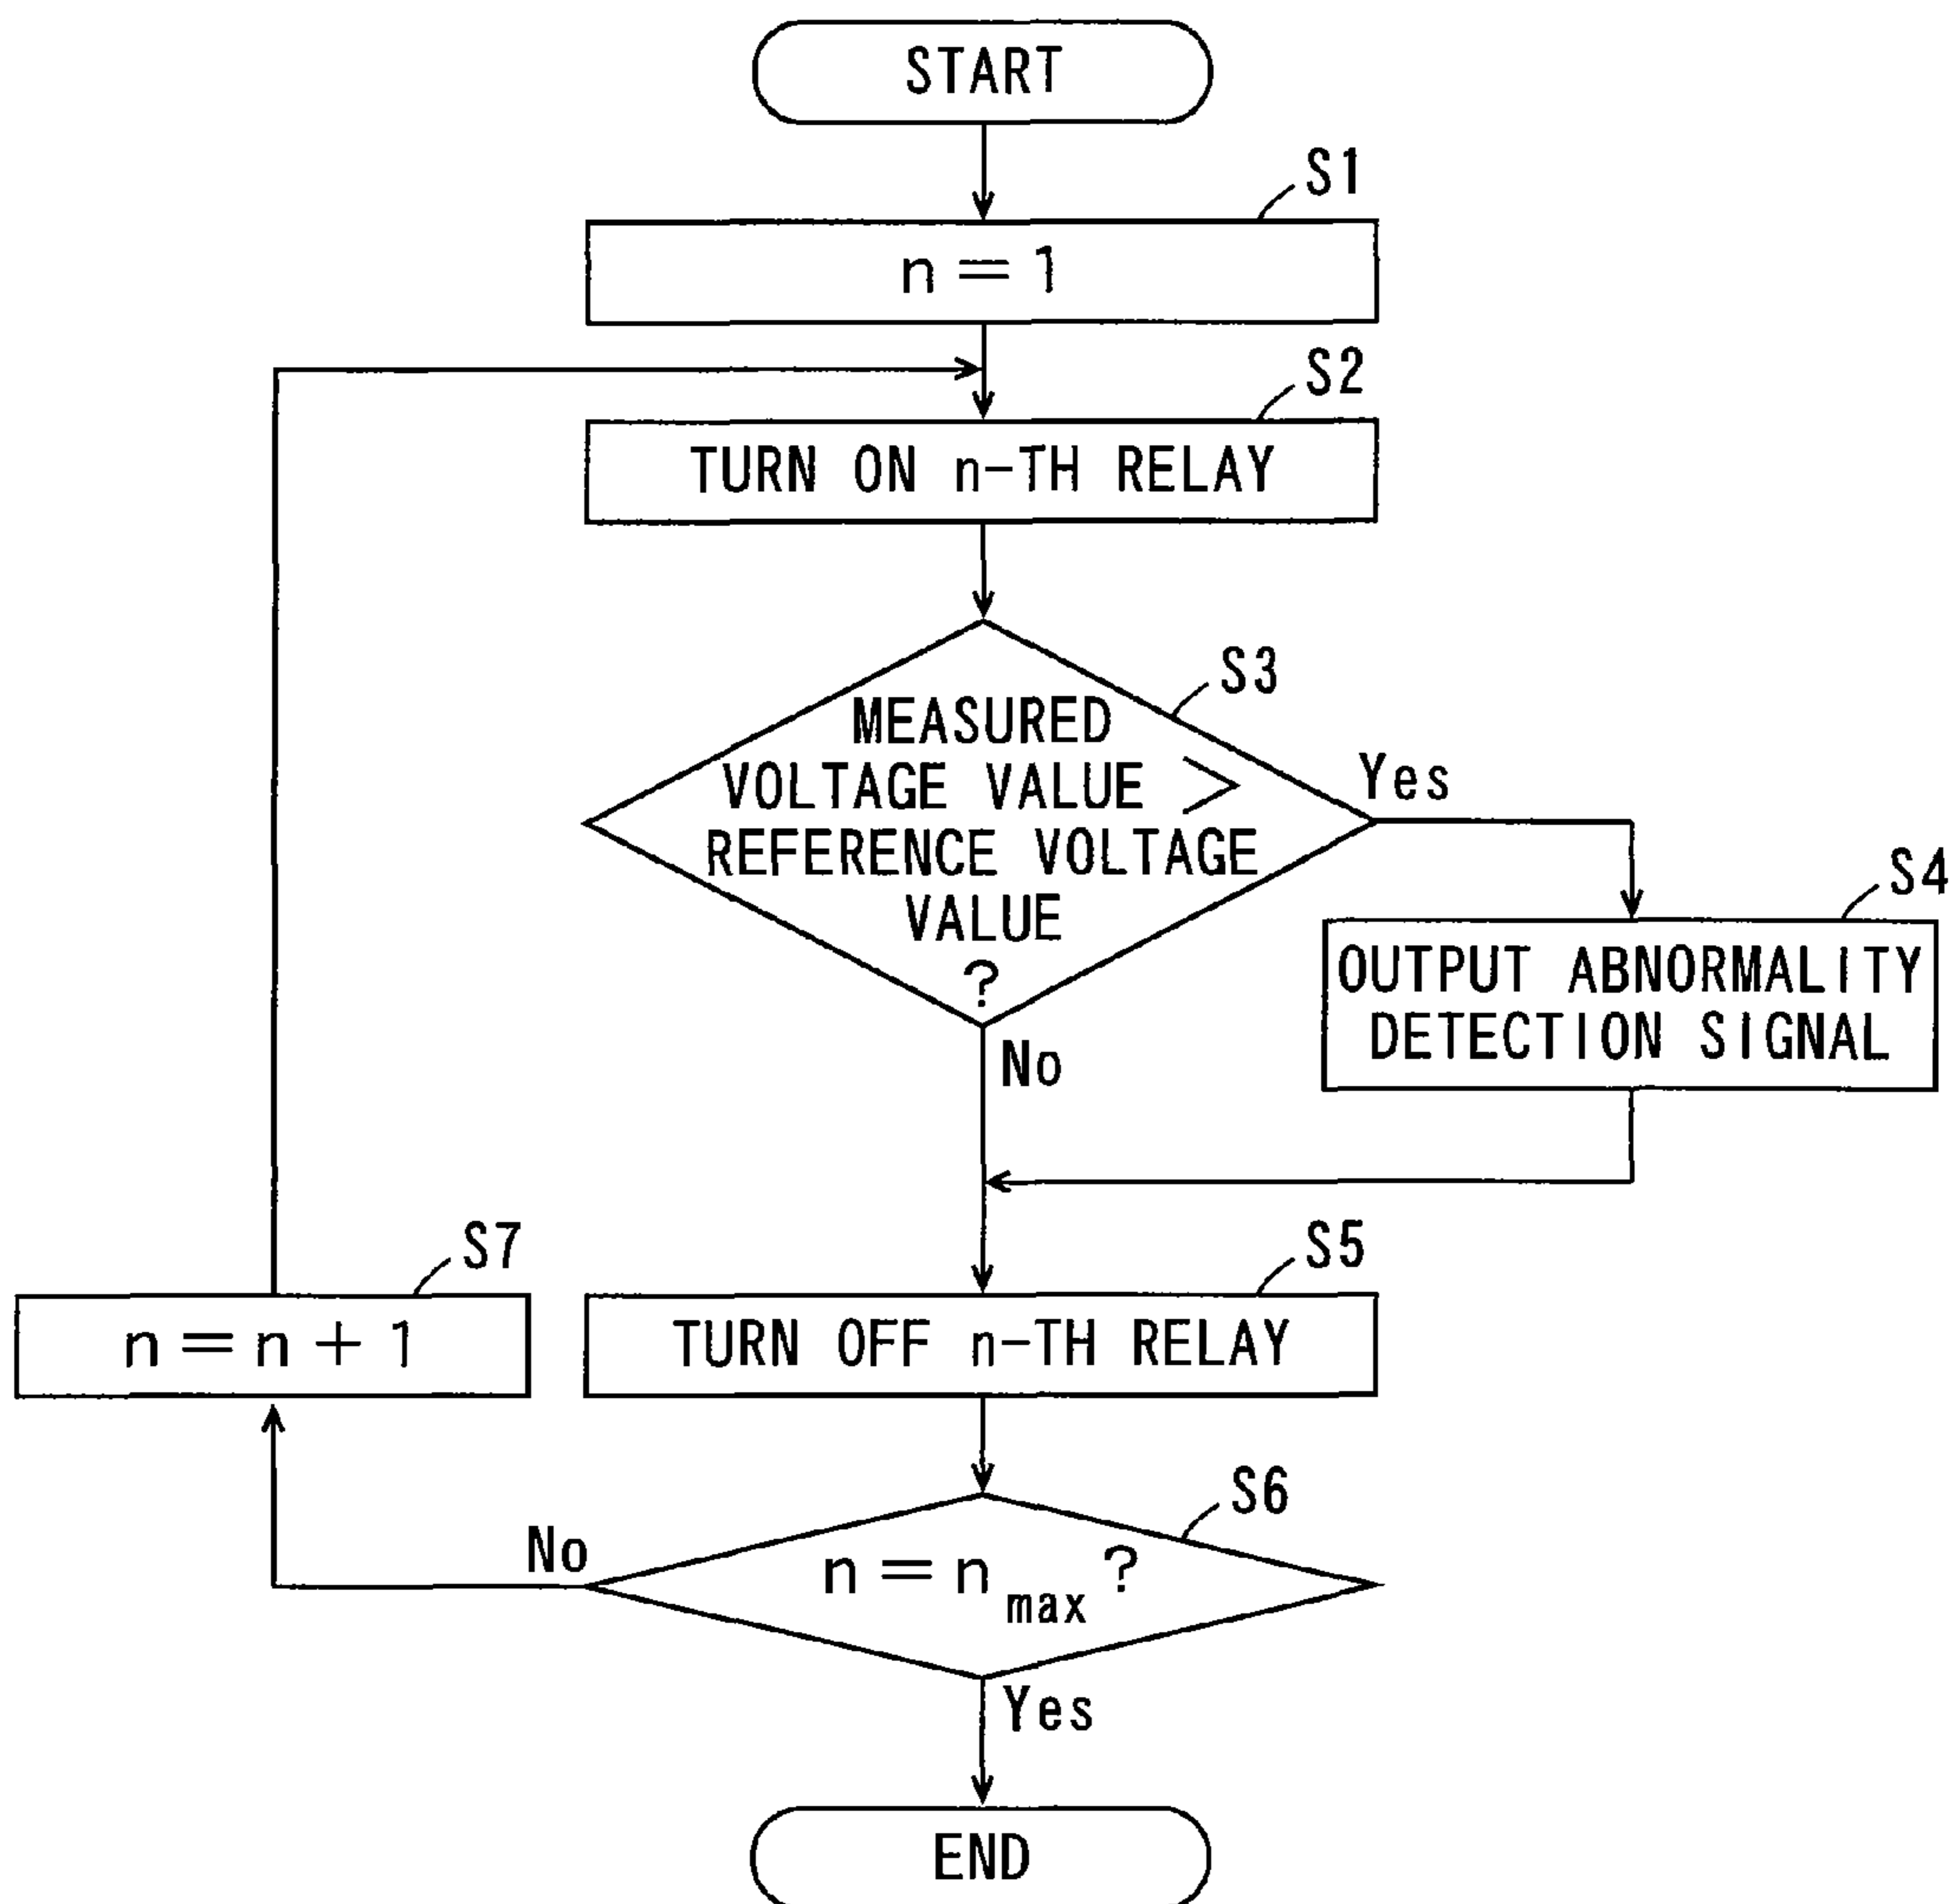 START
S1
n=1
S2
TURN ON n-TH RELAY
S3
MEASURED
VOLTAGE VALUE >
REFERENCE VOLTAGE
VALUE
?
Yes
S4
OUTPUT ABNORMALITY
DETECTION SIGNAL
No
S5
TURN OFF n-TH RELAY
S7
n=n+1
S6
n=n max ?
No
Yes
END